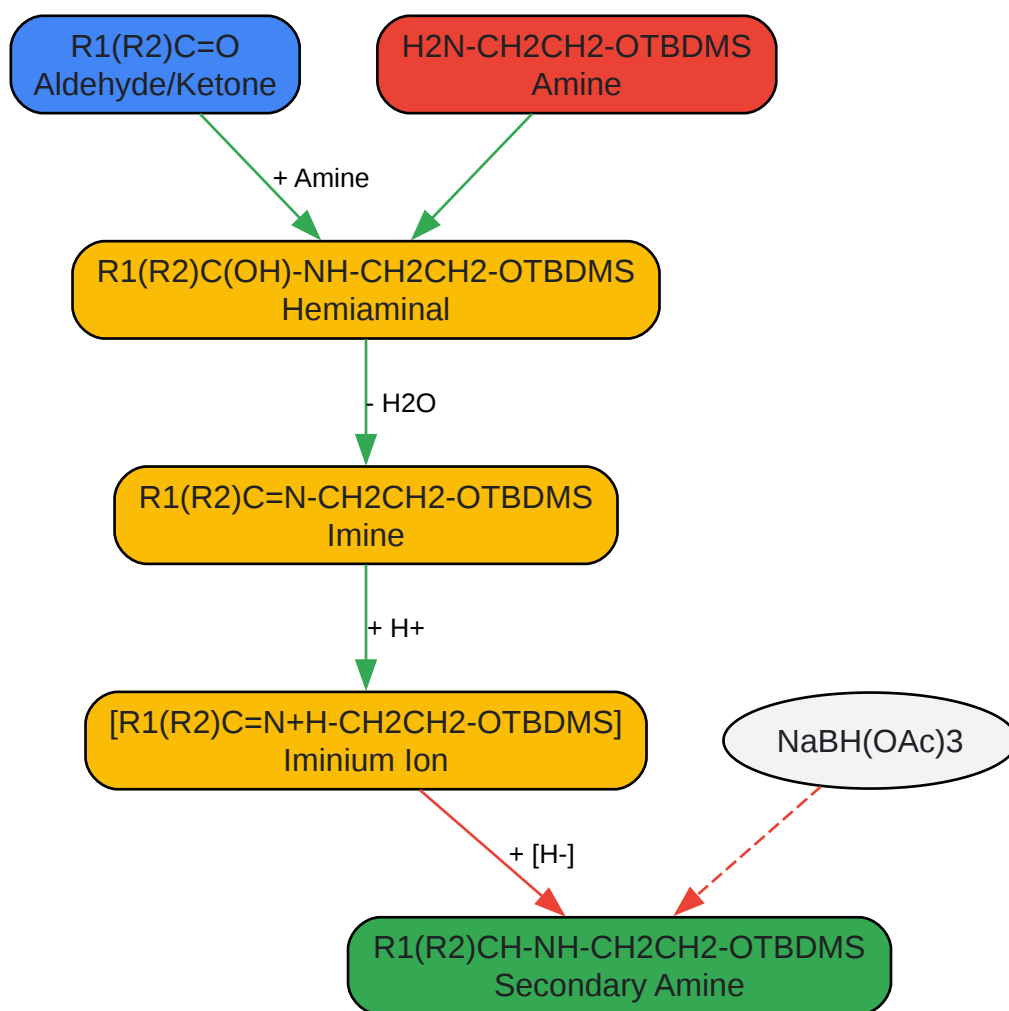 R1(R2)C=O
Aldehyde/Ketone
H2N-CH2CH2-OTBDMS
Amine
+ Amine
R1(R2)C(OH)-NH-CH2CH2-OTBDMS
Hemiaminal
- H2O
R1(R2)C=N-CH2CH2-OTBDMS
Imine
+ H+
[R1(R2)C=N+H-CH2CH2-OTBDMS]
Iminium Ion
NaBH(OAc)3
+ [H-]
R1(R2)CH-NH-CH2CH2-OTBDMS
Secondary Amine